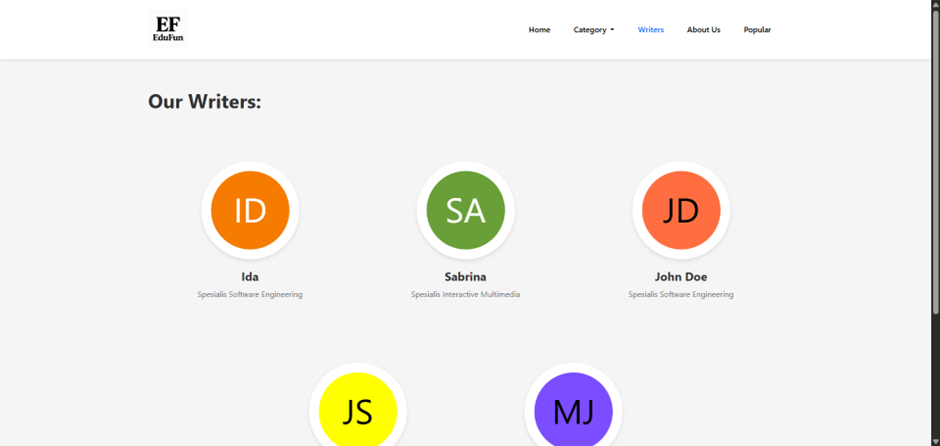 EF
EduFun
Home Category Writers About Us Popular
Our Writers:
ID SA JD
Ida Sabrina John Doe
Spesialis Software Engineering Spesialis Interactive Multimedia Spesialis Software Engineering
JS MJ